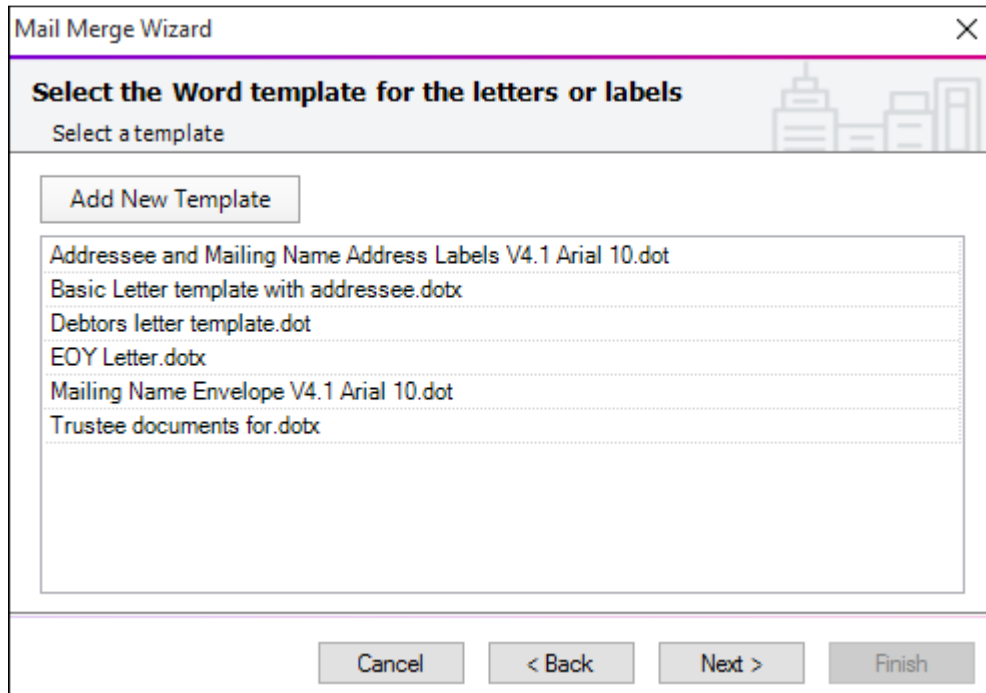 Mail Merge Wizard
Select the Word template for the letters or labels
Select a template
Add New Template
Addressee and Mailing Name Address Labels V4.1 Arial 10.dot
Basic Letter template with addressee.dotx
Debtors letter template.dot
EOY Letter.dotx
Mailing Name Envelope V4.1 Arial 10.dot
Trustee documents for.dotx
Cancel < Back Next > Finish